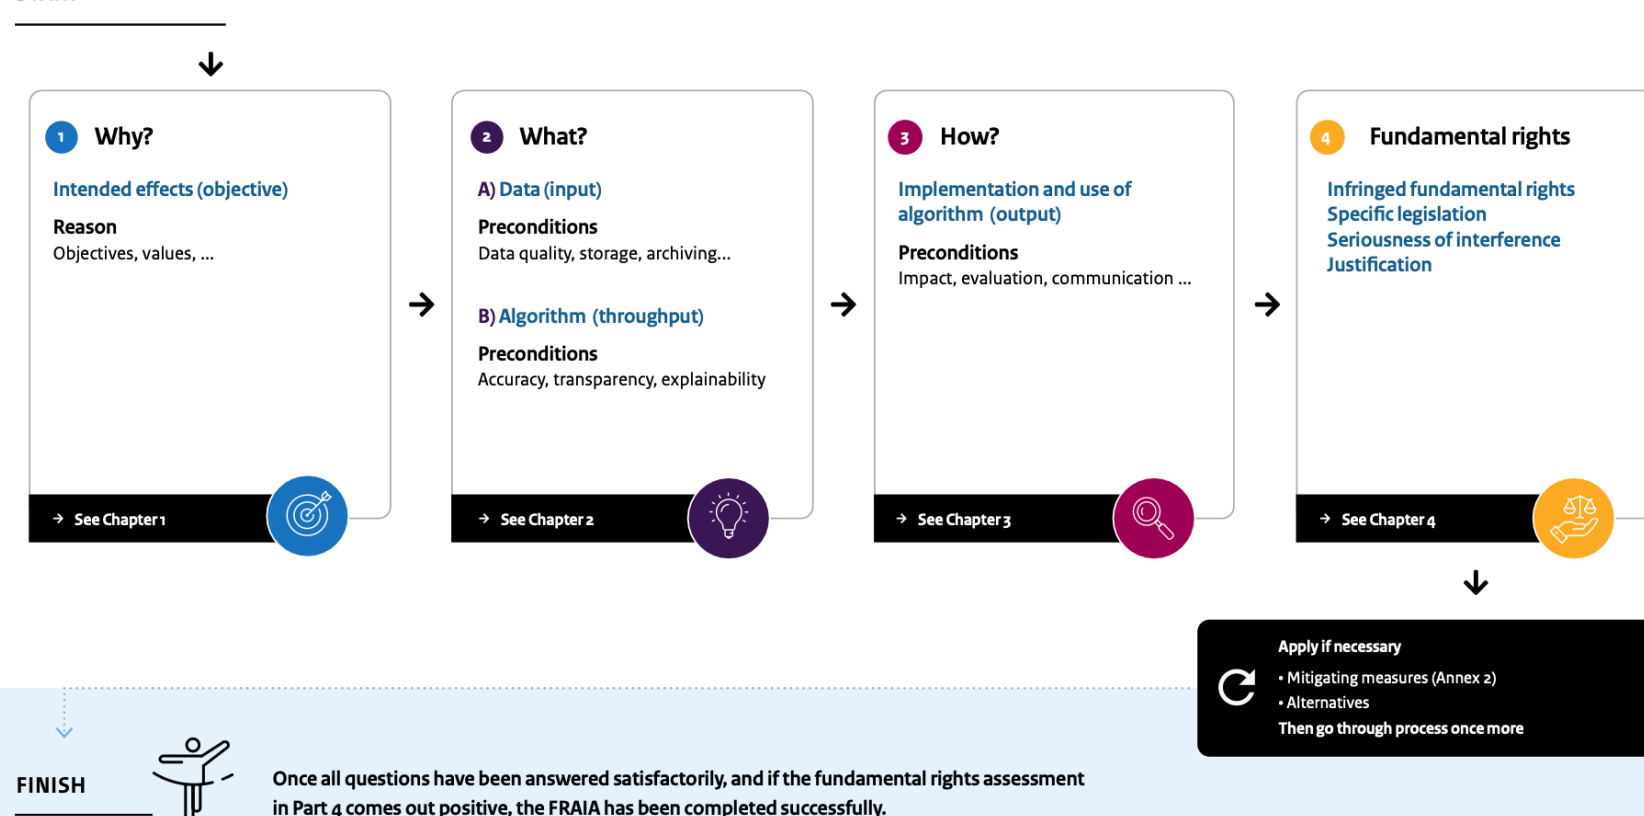 1 Why?
Intended effects (objective)
Reason
Objectives, values, ...
→ See Chapter 1
2 What?
A) Data (input)
Preconditions
Data quality, storage, archiving...
B) Algorithm (throughput)
Preconditions
Accuracy, transparency, explainability
→ See Chapter 2
3 How?
Implementation and use of
algorithm (output)
Preconditions
Impact, evaluation, communication ...
→ See Chapter 3
4 Fundamental rights
Infringed fundamental rights
Specific legislation
Seriousness of interference
Justification
→ See Chapter 4
Apply if necessary
• Mitigating measures (Annex 2)
• Alternatives
Then go through process once more
FINISH
Once all questions have been answered satisfactorily, and if the fundamental rights assessment
in Part 4 comes out positive, the FRAIA has been completed successfully.